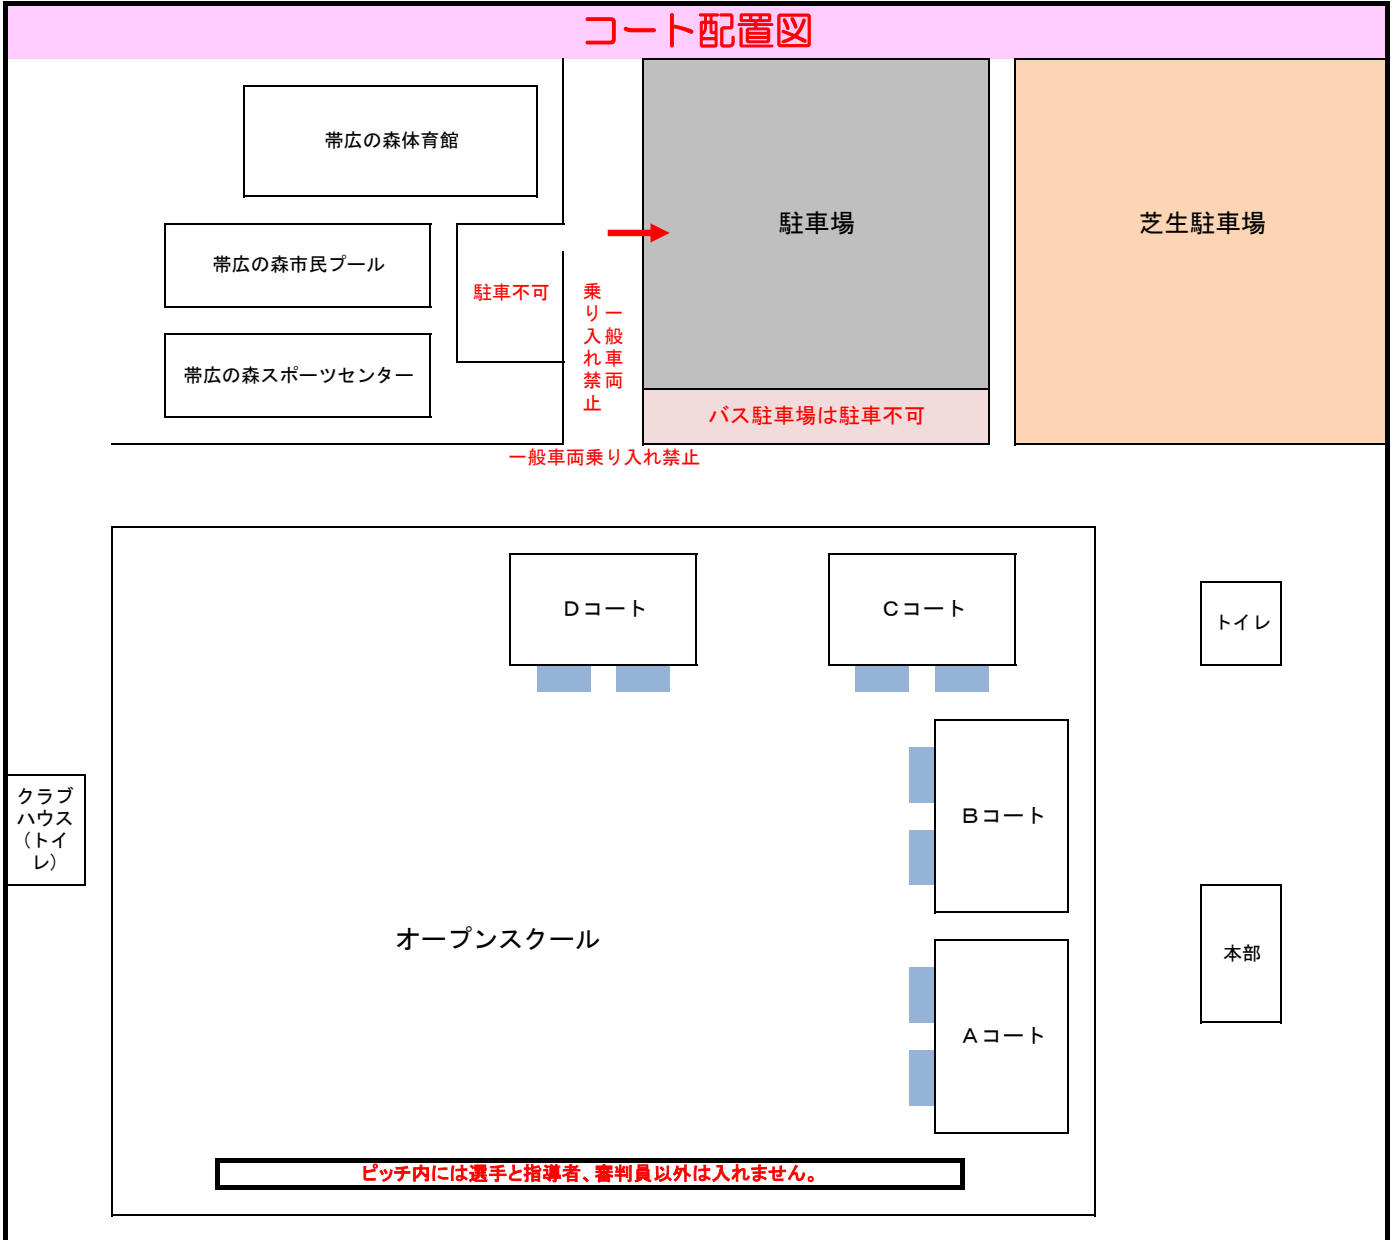 コート配置図
帯広の森体育館
駐車場
芝生駐車場
帯広の森市民プール
駐車不可
一般車両
乗り入れ禁止
帯広の森スポーツセンター
バス駐車場は駐車不可
一般車両乗り入れ禁止
Dコート
Cコート
トイレ
クラブ
ハウス
（トイ
レ）
Bコート
オープンスクール
本部
Aコート
ピッチ内には選手と指導者、審判員以外は入れません。